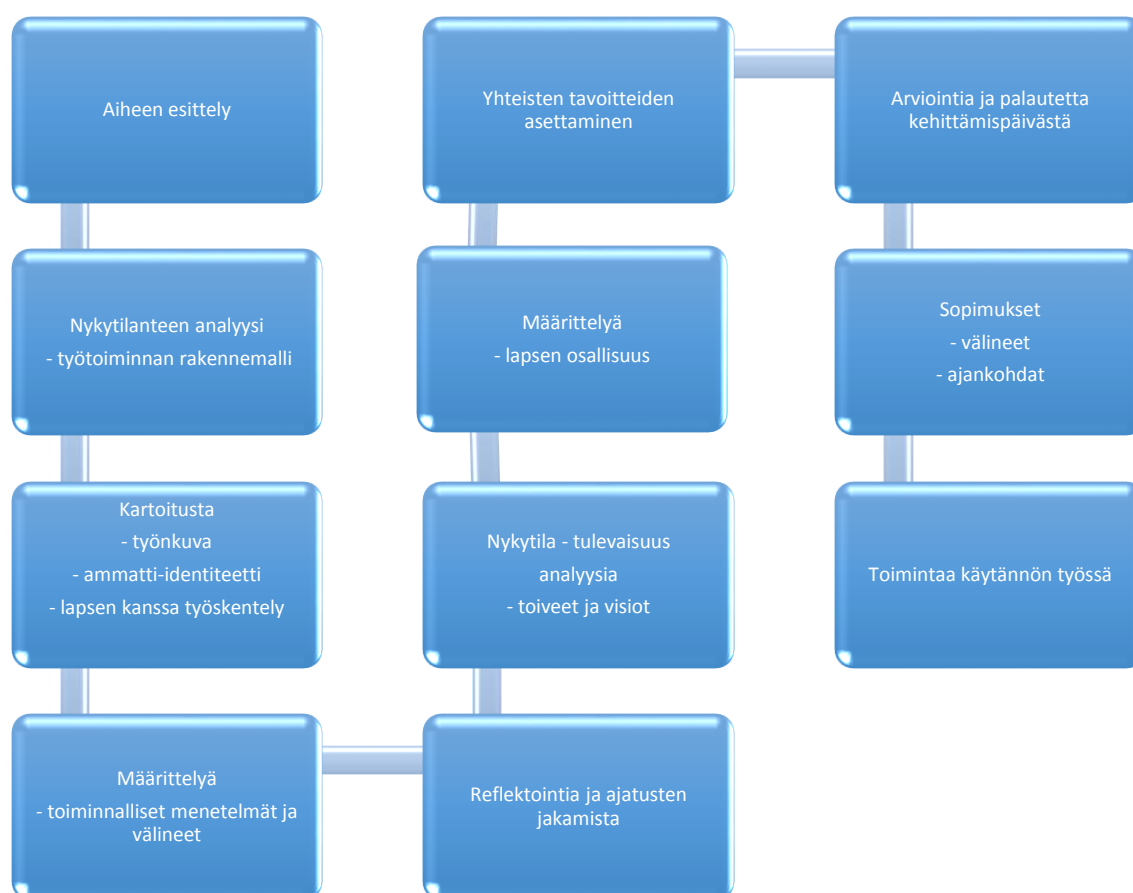 Aiheen esittely
Nykytilanteen analyysi
- työtoiminnan rakennemalli
Kartoitusta
- työnkuva
- ammatti-identiteetti
- lapsen kanssa työskentely
Määrittelyä
- toiminnalliset menetelmät ja
välineet
Reflektointia ja ajatusten
jakamista
Nykytila - tulevaisuus
analyysia
- toiveet ja visiot
Määrittelyä
- lapsen osallisuus
Yhteisten tavoitteiden
asettaminen
Arviointia ja palautetta
kehittämispäivästä
Sopimukset
- välineet
- ajankohdat
Toimintaa käytännön työssä